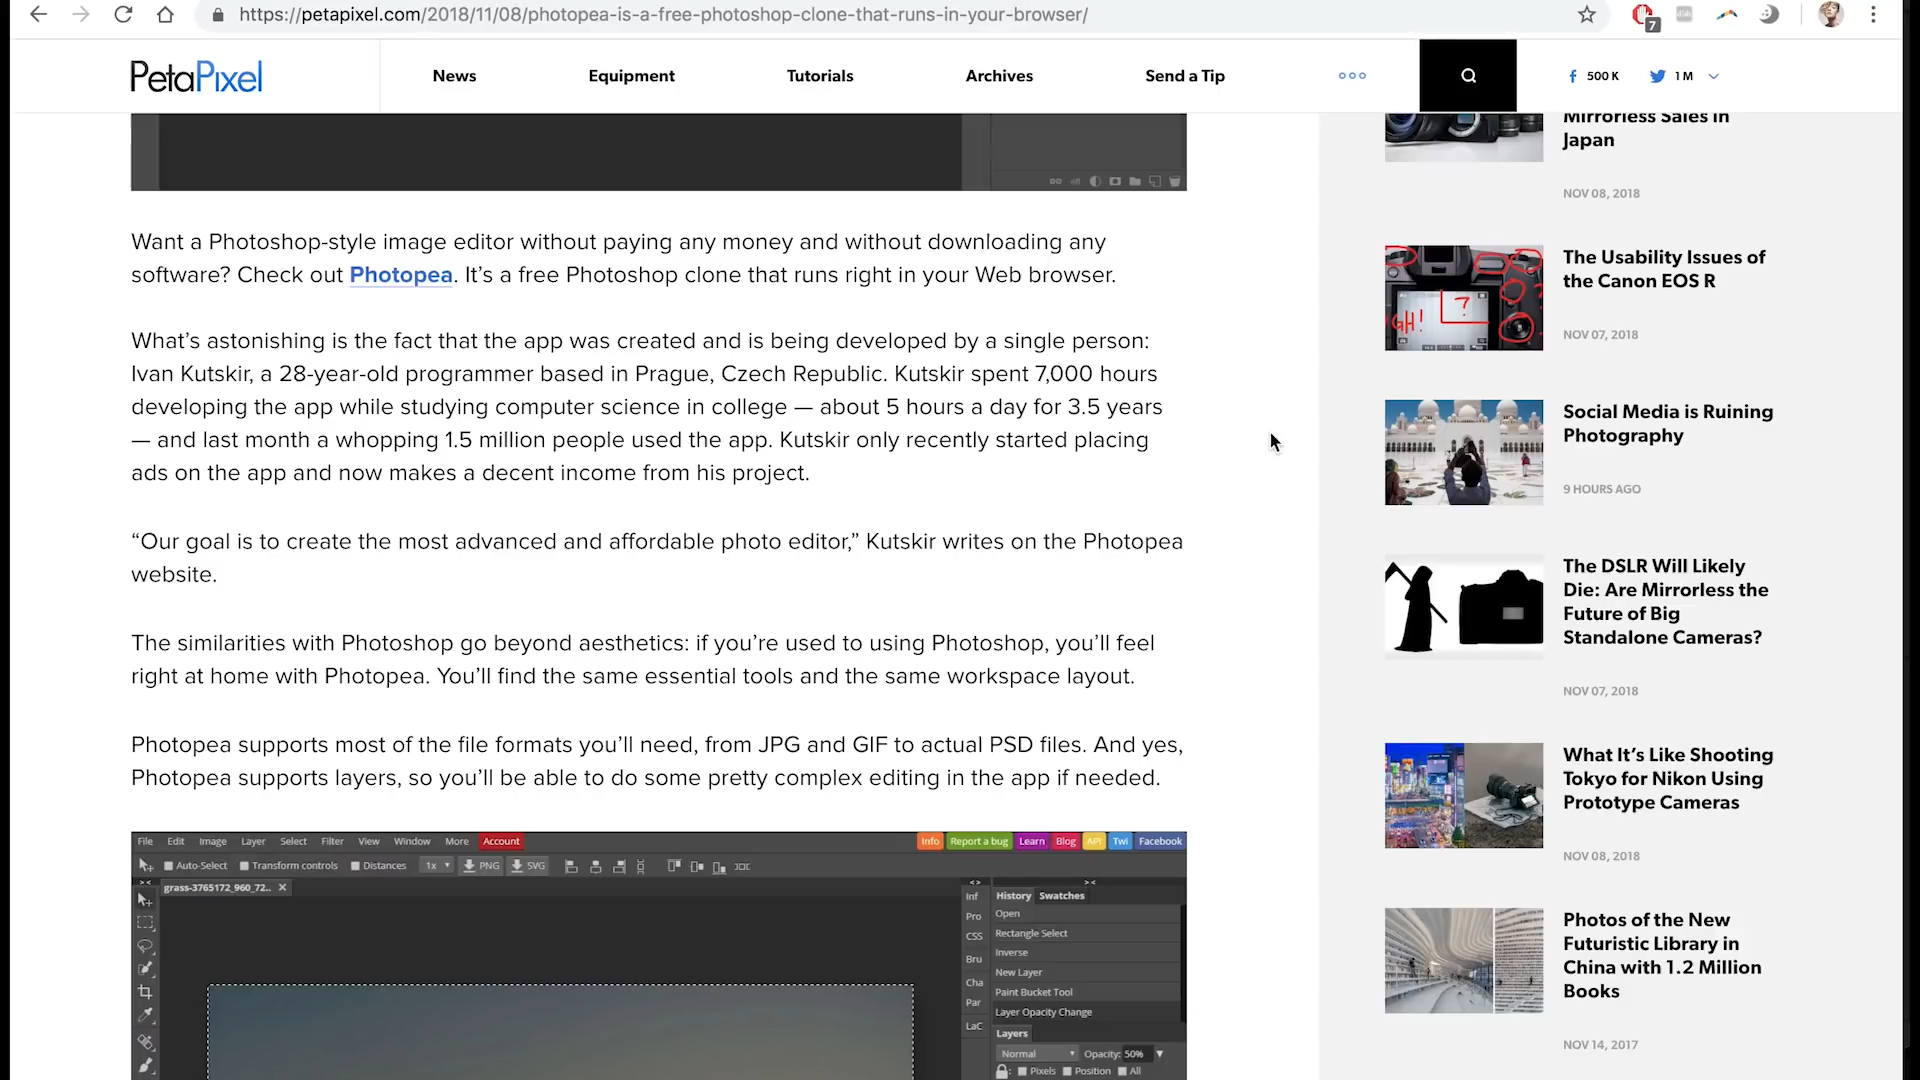 https://petapixel.com/2018/11/08/photopea-is-a-free-photoshop-clone-that-runs-in-your-browser/
7
PetaPixel
News
Equipment
Tutorials
Archives
Send a Tip
500 K
1 M
Want a Photoshop-style image editor without paying any money and without downloading any
software? Check out Photopea. It’s a free Photoshop clone that runs right in your Web browser.
What’s astonishing is the fact that the app was created and is being developed by a single person:
Ivan Kutskir, a 28-year-old programmer based in Prague, Czech Republic. Kutskir spent 7,000 hours
developing the app while studying computer science in college — about 5 hours a day for 3.5 years
— and last month a whopping 1.5 million people used the app. Kutskir only recently started placing
ads on the app and now makes a decent income from his project.
“Our goal is to create the most advanced and affordable photo editor,” Kutskir writes on the Photopea
website.
The similarities with Photoshop go beyond aesthetics: if you’re used to using Photoshop, you’ll feel
right at home with Photopea. You’ll find the same essential tools and the same workspace layout.
Photopea supports most of the file formats you’ll need, from JPG and GIF to actual PSD files. And yes,
Photopea supports layers, so you’ll be able to do some pretty complex editing in the app if needed.
File Edit Image Layer Select Filter View Window More Account
Info Report a bug Learn Blog API Twi Facebook
Auto-Select Transform controls Distances 1x PNG SVG
grass-3765172_960_72..
Inf
Pro
CSS
Bru
Cha
Par
LaC
History Swatches
Open
Rectangle Select
Inverse
New Layer
Paint Bucket Tool
Layer Opacity Change
Layers
Normal Opacity: 50%
Pixels Position All
Mirrorless Sales in
Japan
NOV 08, 2018
?
GH!
The Usability Issues of
the Canon EOS R
NOV 07, 2018
Social Media is Ruining
Photography
9 HOURS AGO
The DSLR Will Likely
Die: Are Mirrorless the
Future of Big
Standalone Cameras?
NOV 07, 2018
What It’s Like Shooting
Tokyo for Nikon Using
Prototype Cameras
NOV 08, 2018
Photos of the New
Futuristic Library in
China with 1.2 Million
Books
NOV 14, 2017